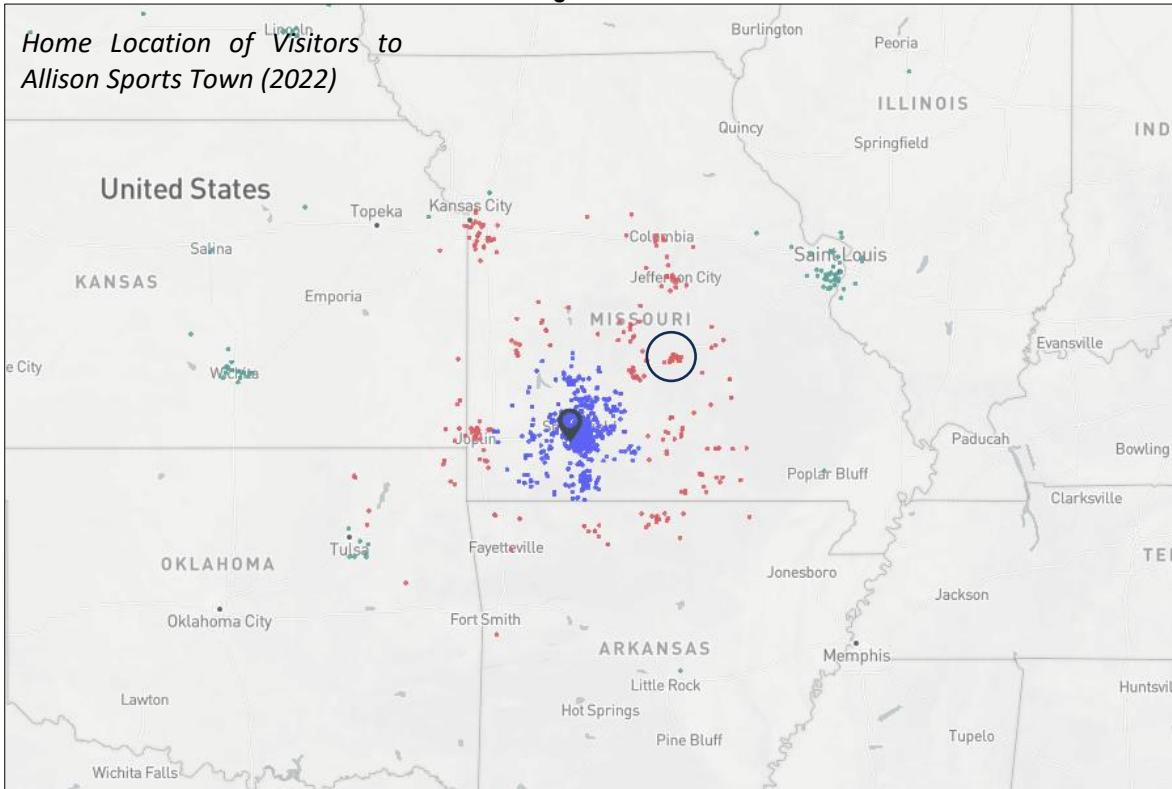 Home Location of Visitors to
Allison Sports Town (2022)
Lincoln
Burlington
Peoria
ILLINOIS
Quincy
Springfield
IND
United States
Topeka
Kansas City
Columbia
Salina
Saint Louis
KANSAS
Jefferson City
Emporia
MISSOURI
Evansville
e City
Wichita
Joplin
Paducah
Bowling
Poplar Bluff
Clarksville
Tulsa
Fayetteville
TE
OKLAHOMA
Jonesboro
Jackson
Oklahoma City
Fort Smith
ARKANSAS
Memphis
Little Rock
Huntsvil
Lawton
Hot Springs
Pine Bluff
Tupelo
Wichita Falls